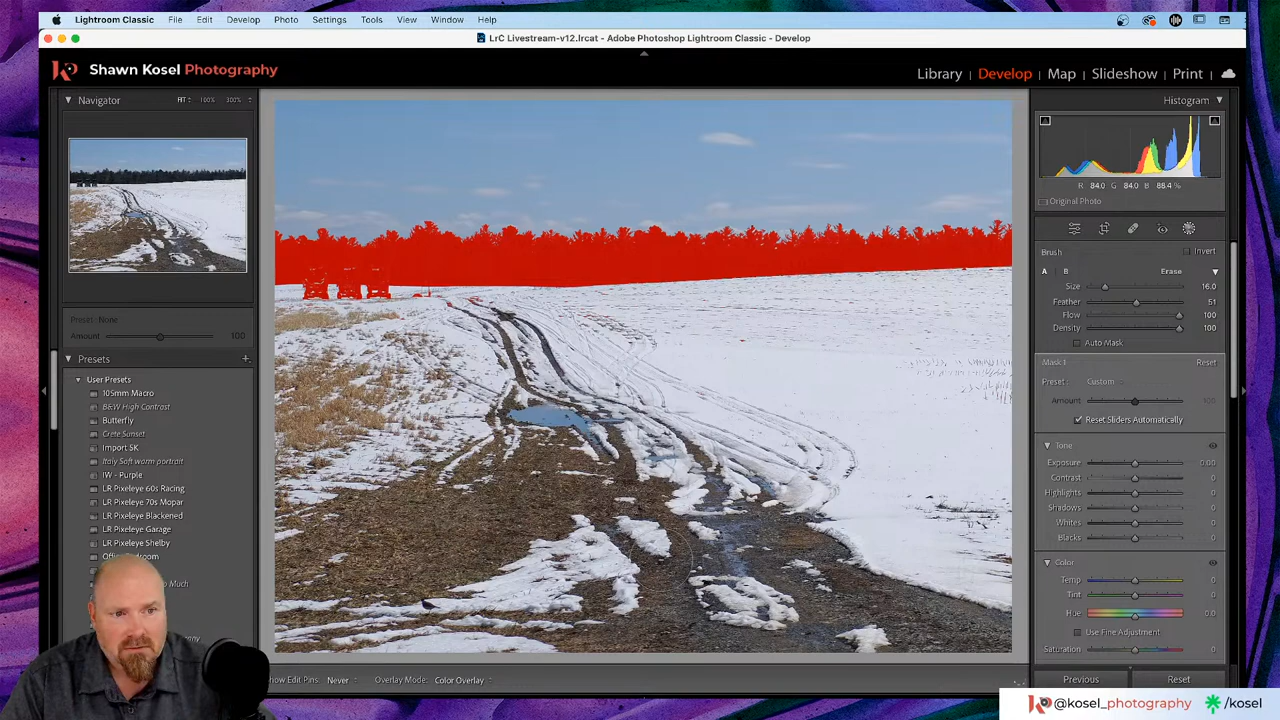 Lightroom Classic File Edit Develop Photo Settings Tools View Window Help
LrC Livestream-v12.lrcat - Adobe Photoshop Lightroom Classic - Develop
Shawn Kosel Photography
Library | Develop | Map | Slideshow | Print |
Navigator FIT 100% 300%
Histogram
R 84.0 G 84.0 B 88.4 %
Original Photo
Brush Invert
A B Erase
Size 16.0
Feather 51
Flow 100
Density 100
Auto Mask
Mask 1 Reset
Preset: Custom
Amount 100
Reset Sliders Automatically
Tone
Exposure 0.00
Contrast 0
Highlights 0
Shadows 0
Whites 0
Blacks 0
Color
Temp 0
Tint 0
Hue 0.0
Use Fine Adjustment
Saturation 0
Previous Reset
Preset: None
Amount 100
Presets +
User Presets
105mm Macro
B&W High Contrast
Butterfly
Crete Sunset
Import SK
Italy Soft warm portrait
IW - Purple
LR Pixeleye 60s Racing
LR Pixeleye 70s Mopar
LR Pixeleye Blackened
LR Pixeleye Garage
LR Pixeleye Shelby
Much
how Edit Pins: Never Overlay Mode: Color Overlay
@kosel_photography /kosel